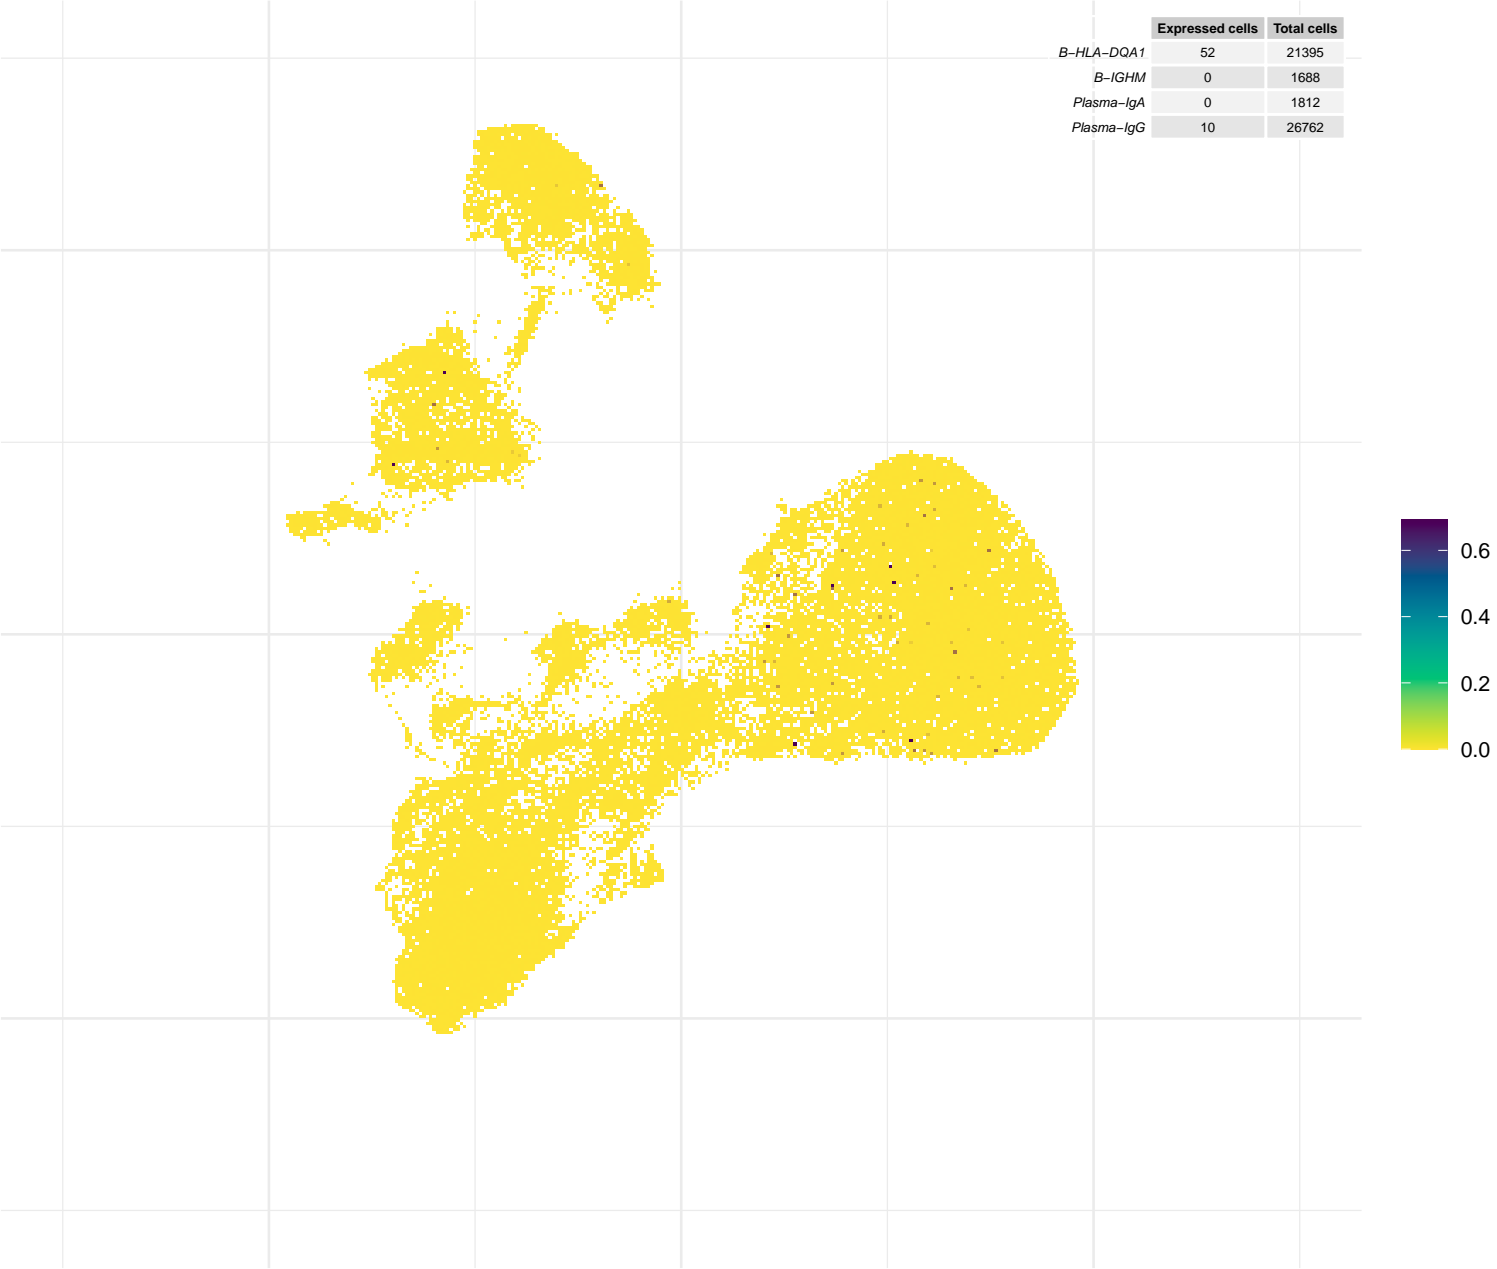 Expressed cells Total cells
B−HLA−DQA1 52 21395
B−IGHM 0 1688
Plasma−IgA 0 1812
Plasma−IgG 10 26762
0.6
0.4
0.2
0.0